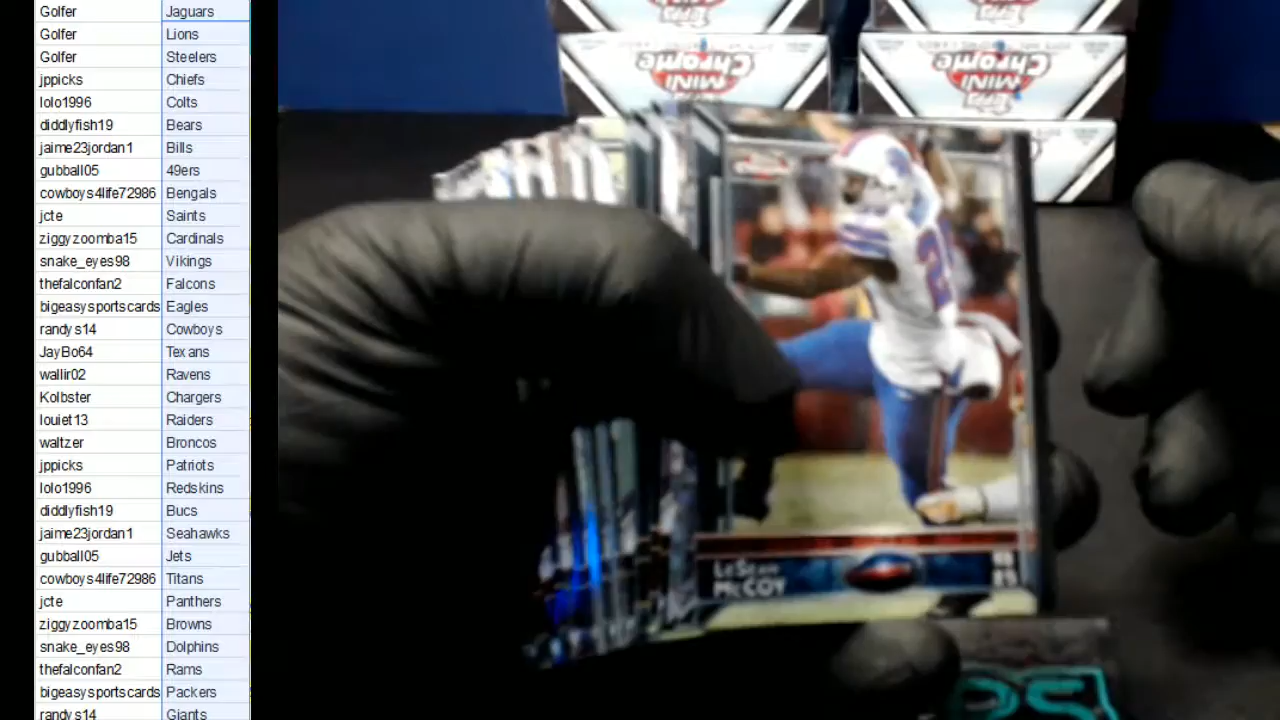 Golfer Jaguars
Golfer Lions
Golfer Steelers
jppicks Chiefs
lolo1996 Colts
diddlyfish19 Bears
jaime23jordan1 Bills
gubball05 49ers
cowboys4life72986 Bengals
jcte Saints
ziggyzoomba15 Cardinals
snake_eyes98 Vikings
thefalconfan2 Falcons
bigeasysportscards Eagles
randys14 Cowboys
JayBo64 Texans
wallir02 Ravens
Kolbster Chargers
louiet13 Raiders
waltzer Broncos
jppicks Patriots
lolo1996 Redskins
diddlyfish19 Bucs
jaime23jordan1 Seahawks
gubball05 Jets
cowboys4life72986 Titans
jcte Panthers
ziggyzoomba15 Browns
snake_eyes98 Dolphins
thefalconfan2 Rams
bigeasysportscards Packers
randys14 Giants
MINI
Chrome
Topps
MINI
Chrome
Topps
LeSean
McCoy